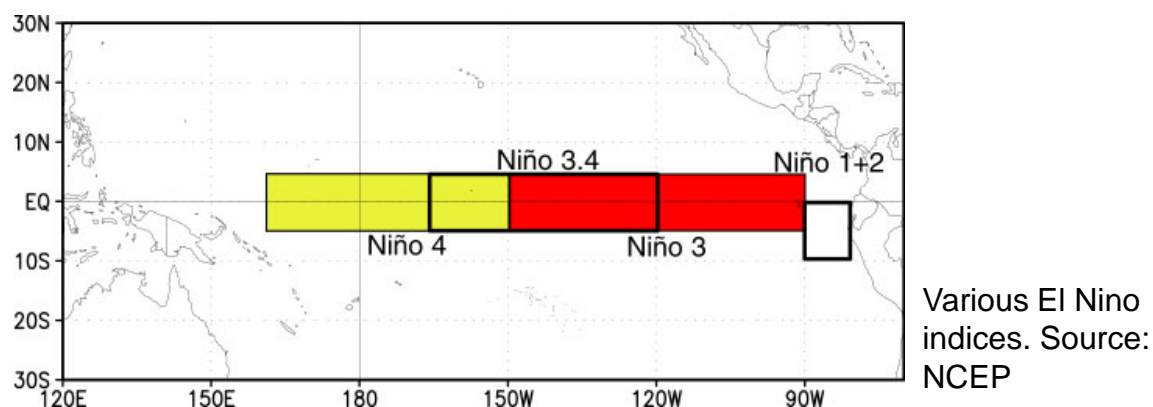 30N
20N
10N
Niño 3.4
Niño 1+2
EQ
Niño 4
Niño 3
10S
20S
30S
120E
150E
180
150W
120W
90W
Various El Nino
indices. Source:
NCEP